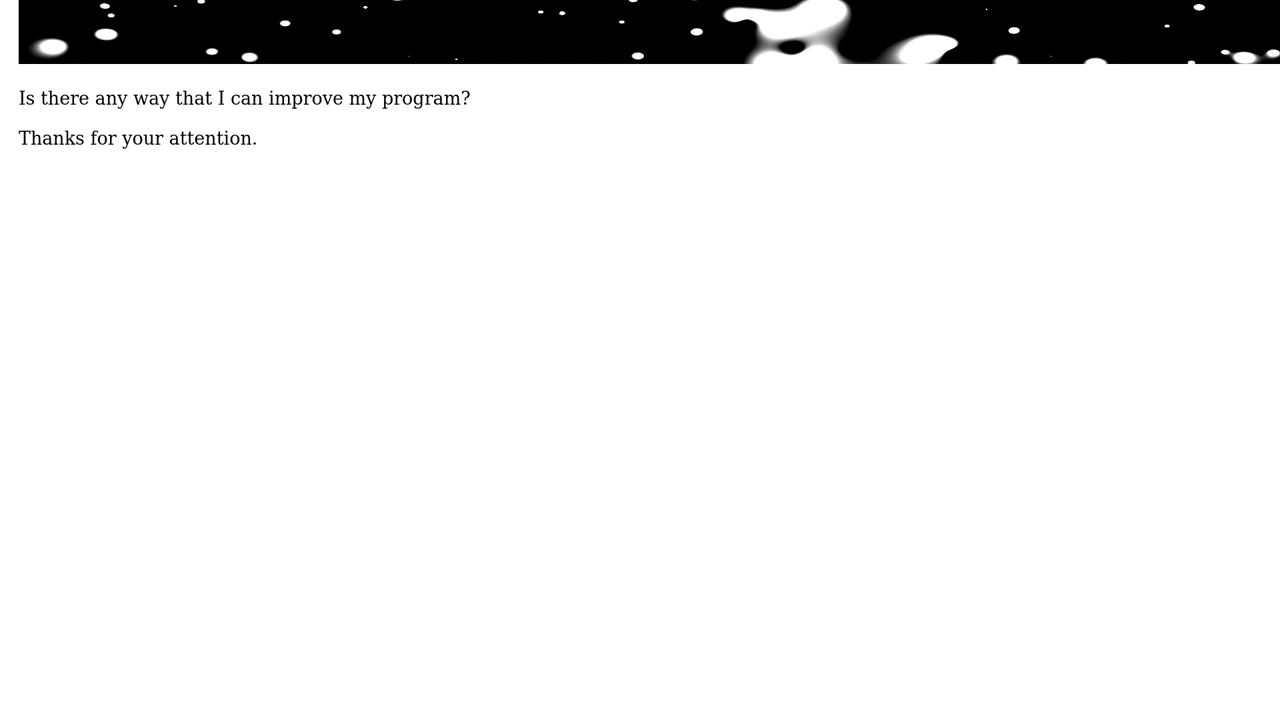 Is there any way that I can improve my program?
Thanks for your attention.